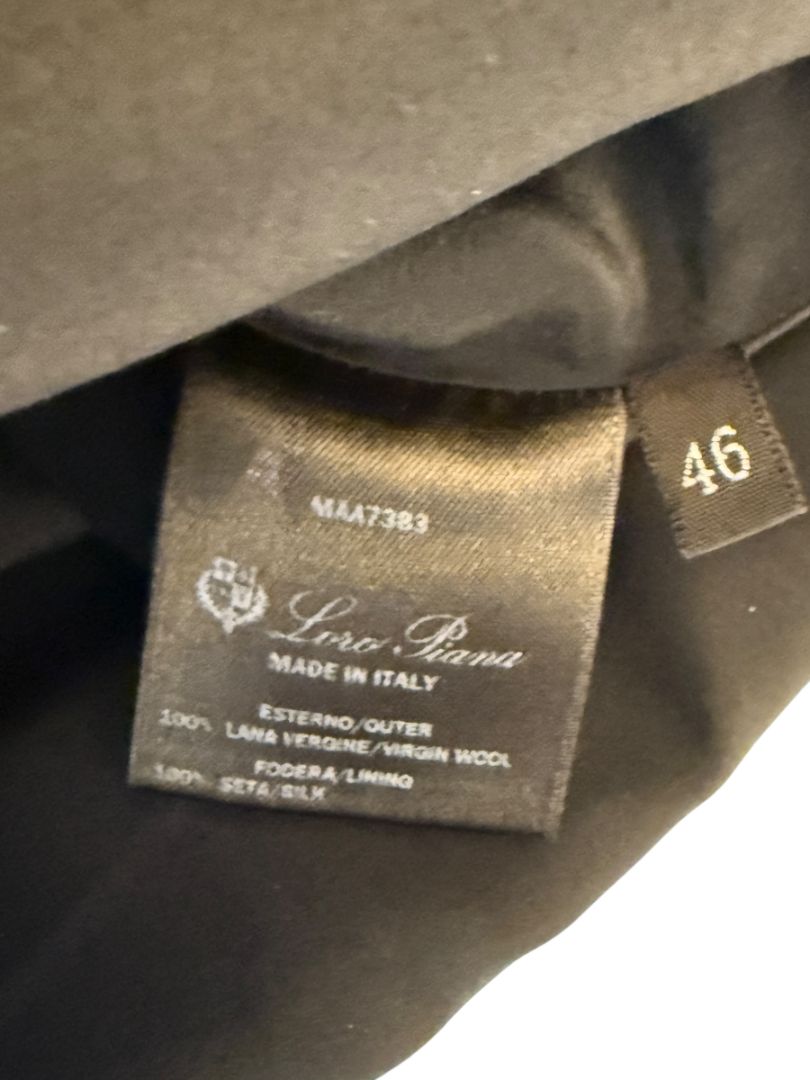 MAA7383
Loro Piana
MADE IN ITALY
ESTERNO/OUTER
100% LANA VERGINE/VIRGIN WOOL
FODERA/LINING
100% SETA/SILK
46